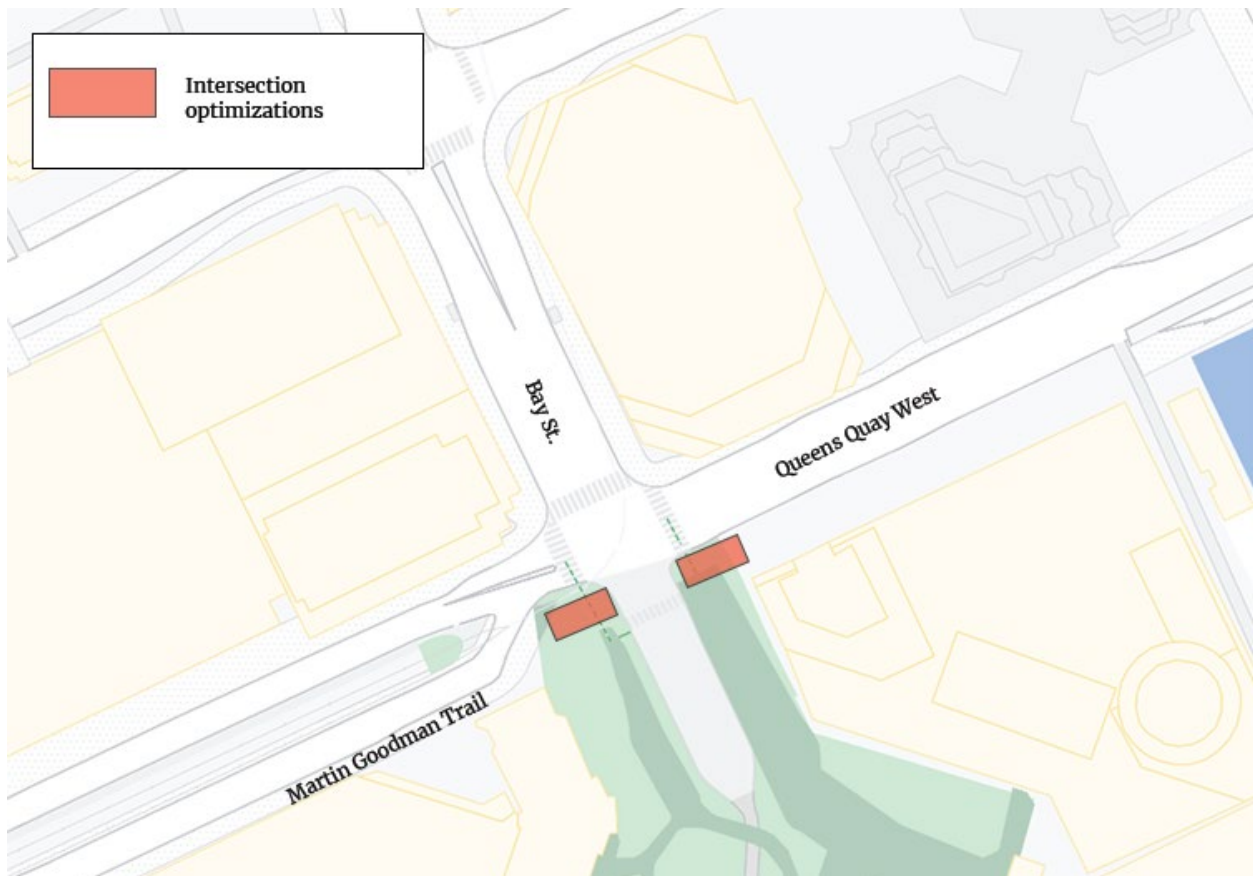 Intersection
optimizations
Bay St.
Queens Quay West
Martin Goodman Trail